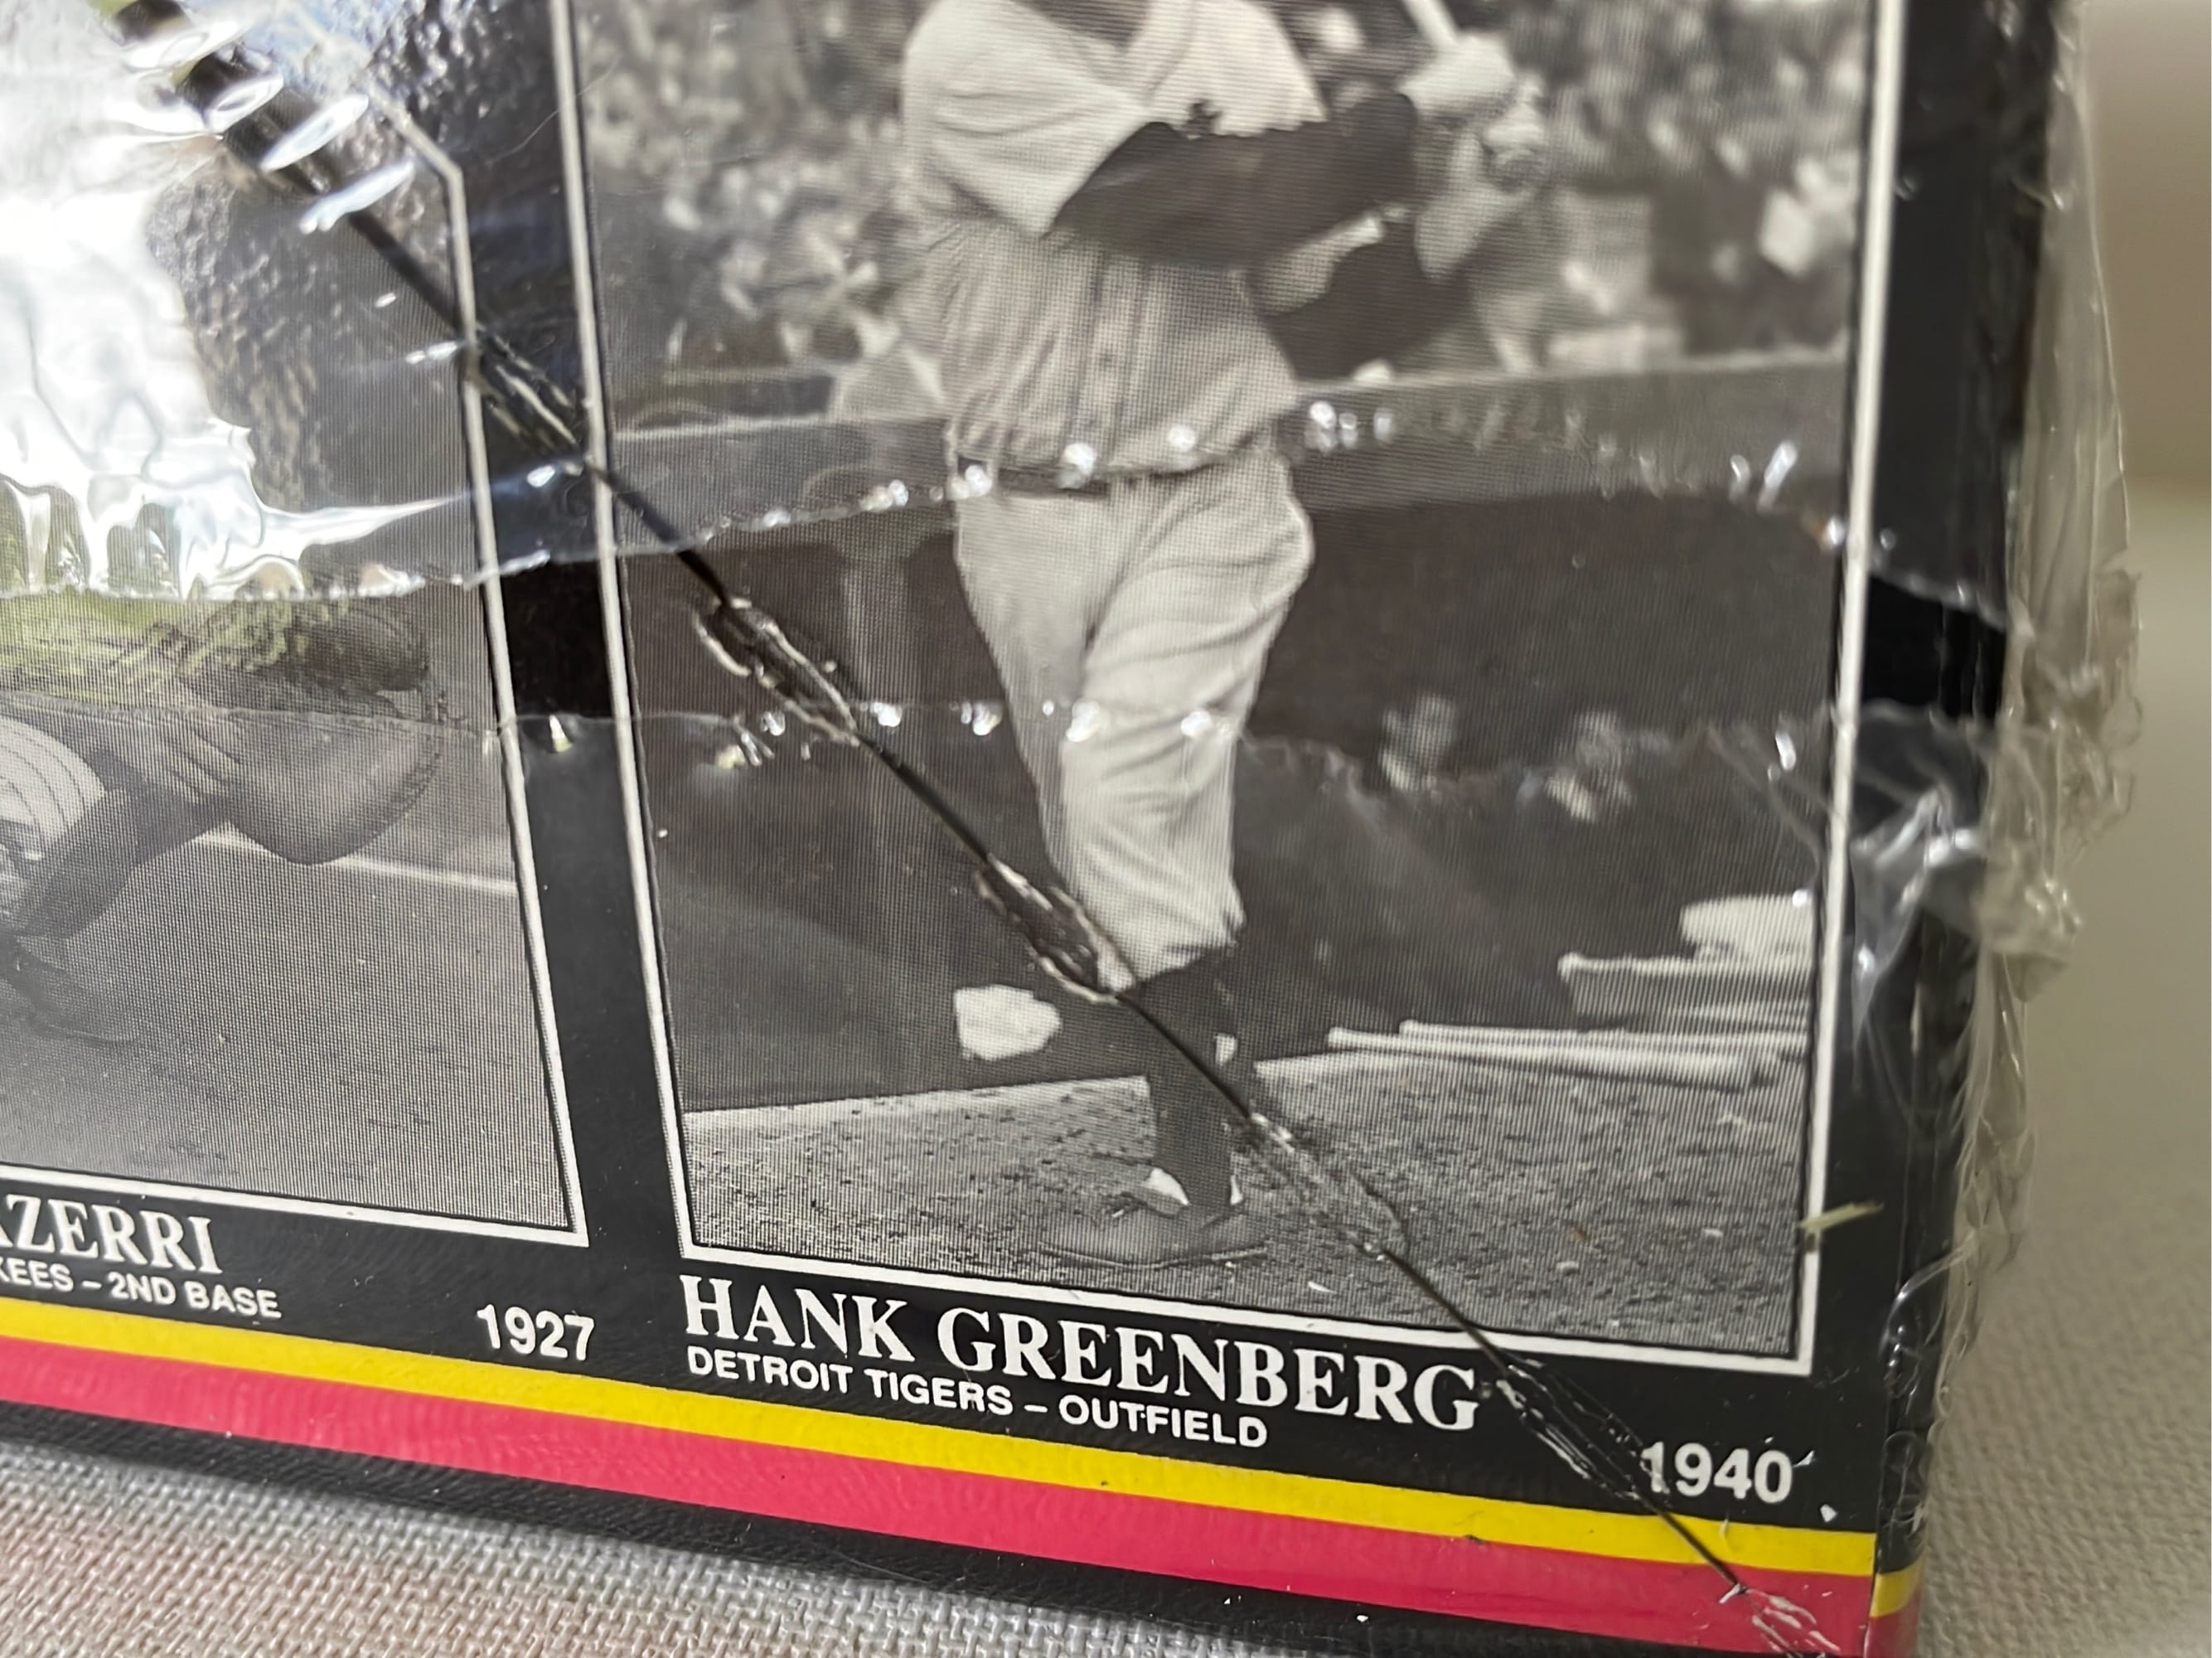 AZERRI
KEES – 2ND BASE
1927
HANK GREENBERG
DETROIT TIGERS – OUTFIELD
1940